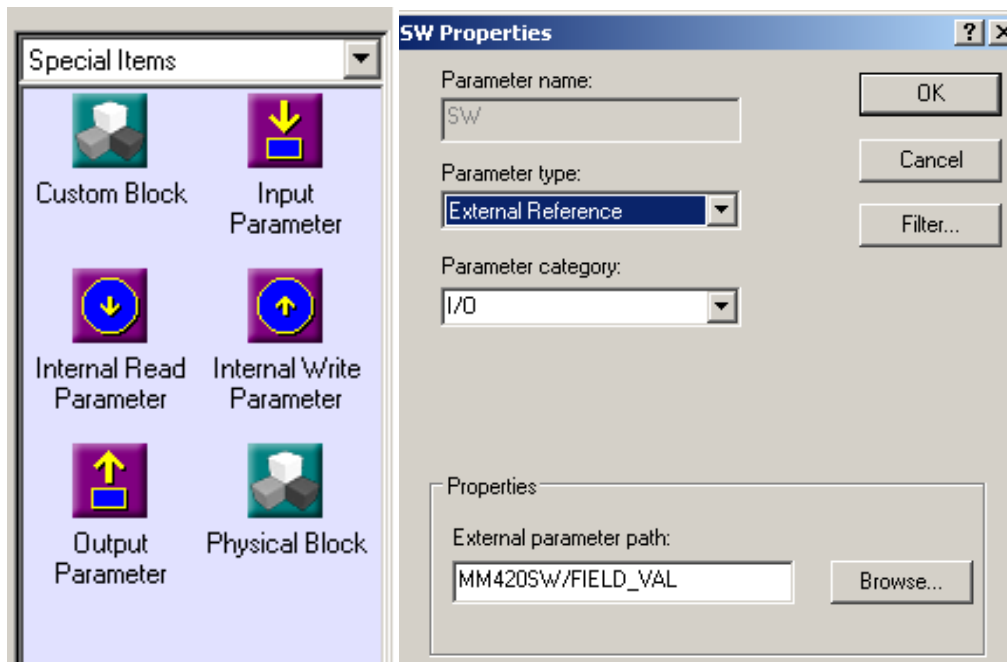 Special Items
Custom Block
Input
Parameter
Internal Read
Parameter
Internal Write
Parameter
Output
Parameter
Physical Block
SW Properties
Parameter name:
SW
Parameter type:
External Reference
Parameter category:
I/O
OK
Cancel
Filter...
Properties
External parameter path:
MM420SW/FIELD_VAL
Browse...